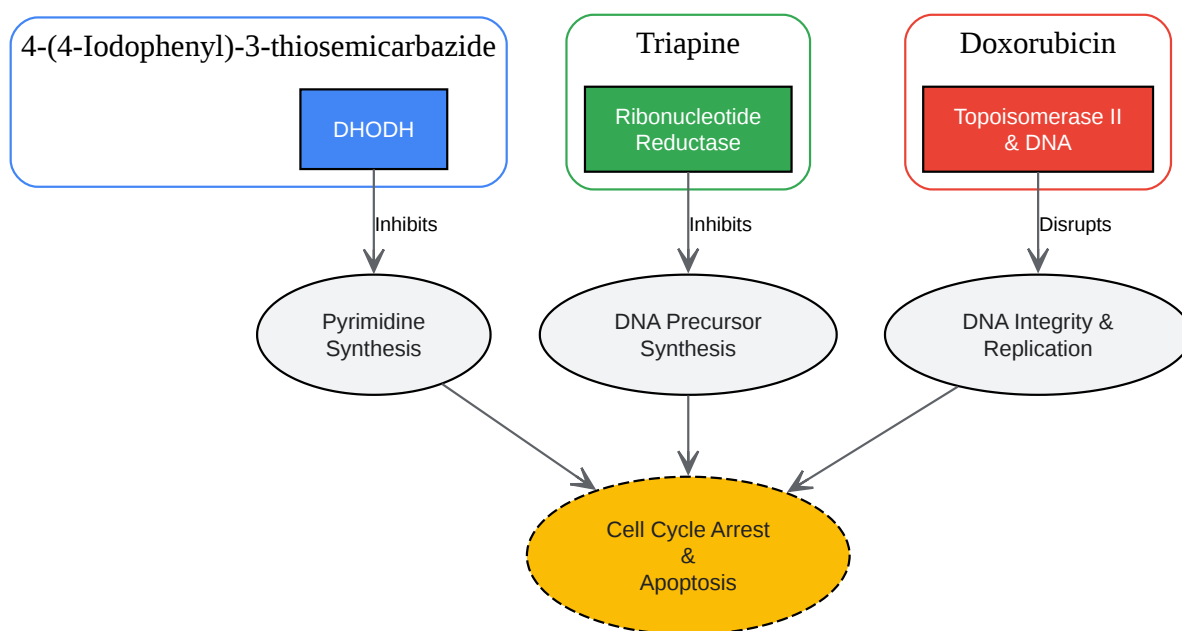 4-(4-Iodophenyl)-3-thiosemicarbazide
DHODH
Triapine
Ribonucleotide
Reductase
Doxorubicin
Topoisomerase II
& DNA
Inhibits
Inhibits
Disrupts
Pyrimidine
Synthesis
DNA Precursor
Synthesis
DNA Integrity &
Replication
Cell Cycle Arrest
&
Apoptosis